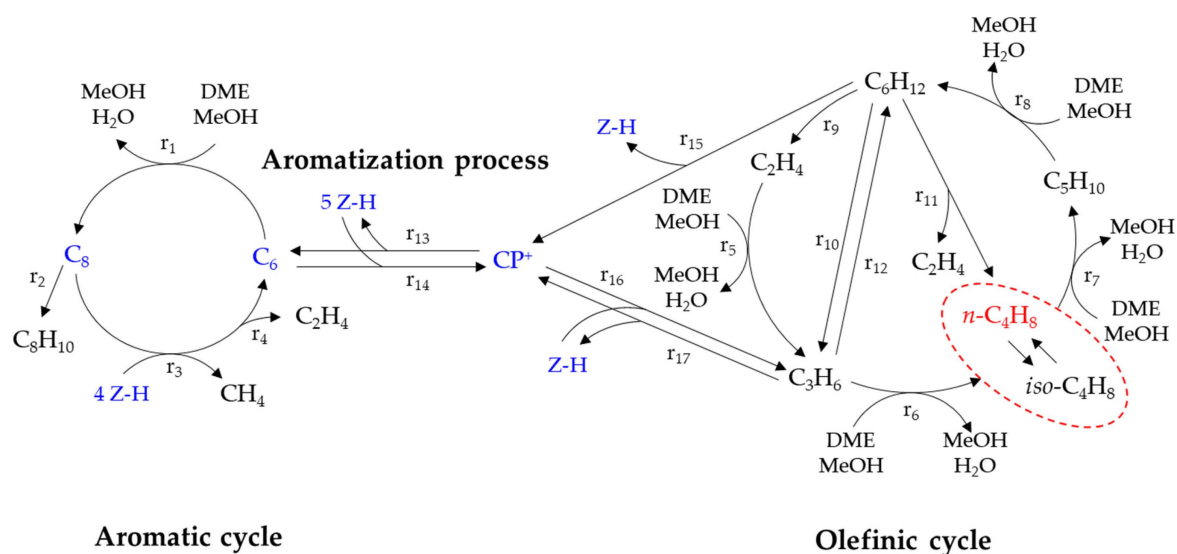 MeOH
H₂O
DME
MeOH
r₁
C₈
C₆
r₂
C₈H₁₀
r₃
4 Z-H
CH₄
r₄
C₂H₄
Aromatization process
5 Z-H
r₁₃
r₁₄
CP⁺
Z-H
r₁₅
C₆H₁₂
r₉
C₂H₄
DME
MeOH
r₅
MeOH
H₂O
r₁₀
r₁₂
r₁₁
C₂H₄
MeOH
H₂O
r₈
DME
MeOH
C₅H₁₀
MeOH
H₂O
r₇
DME
MeOH
r₁₆
r₁₇
Z-H
C₃H₆
r₆
DME
MeOH
MeOH
H₂O
n-C₄H₈
iso-C₄H₈
Aromatic cycle
Olefinic cycle